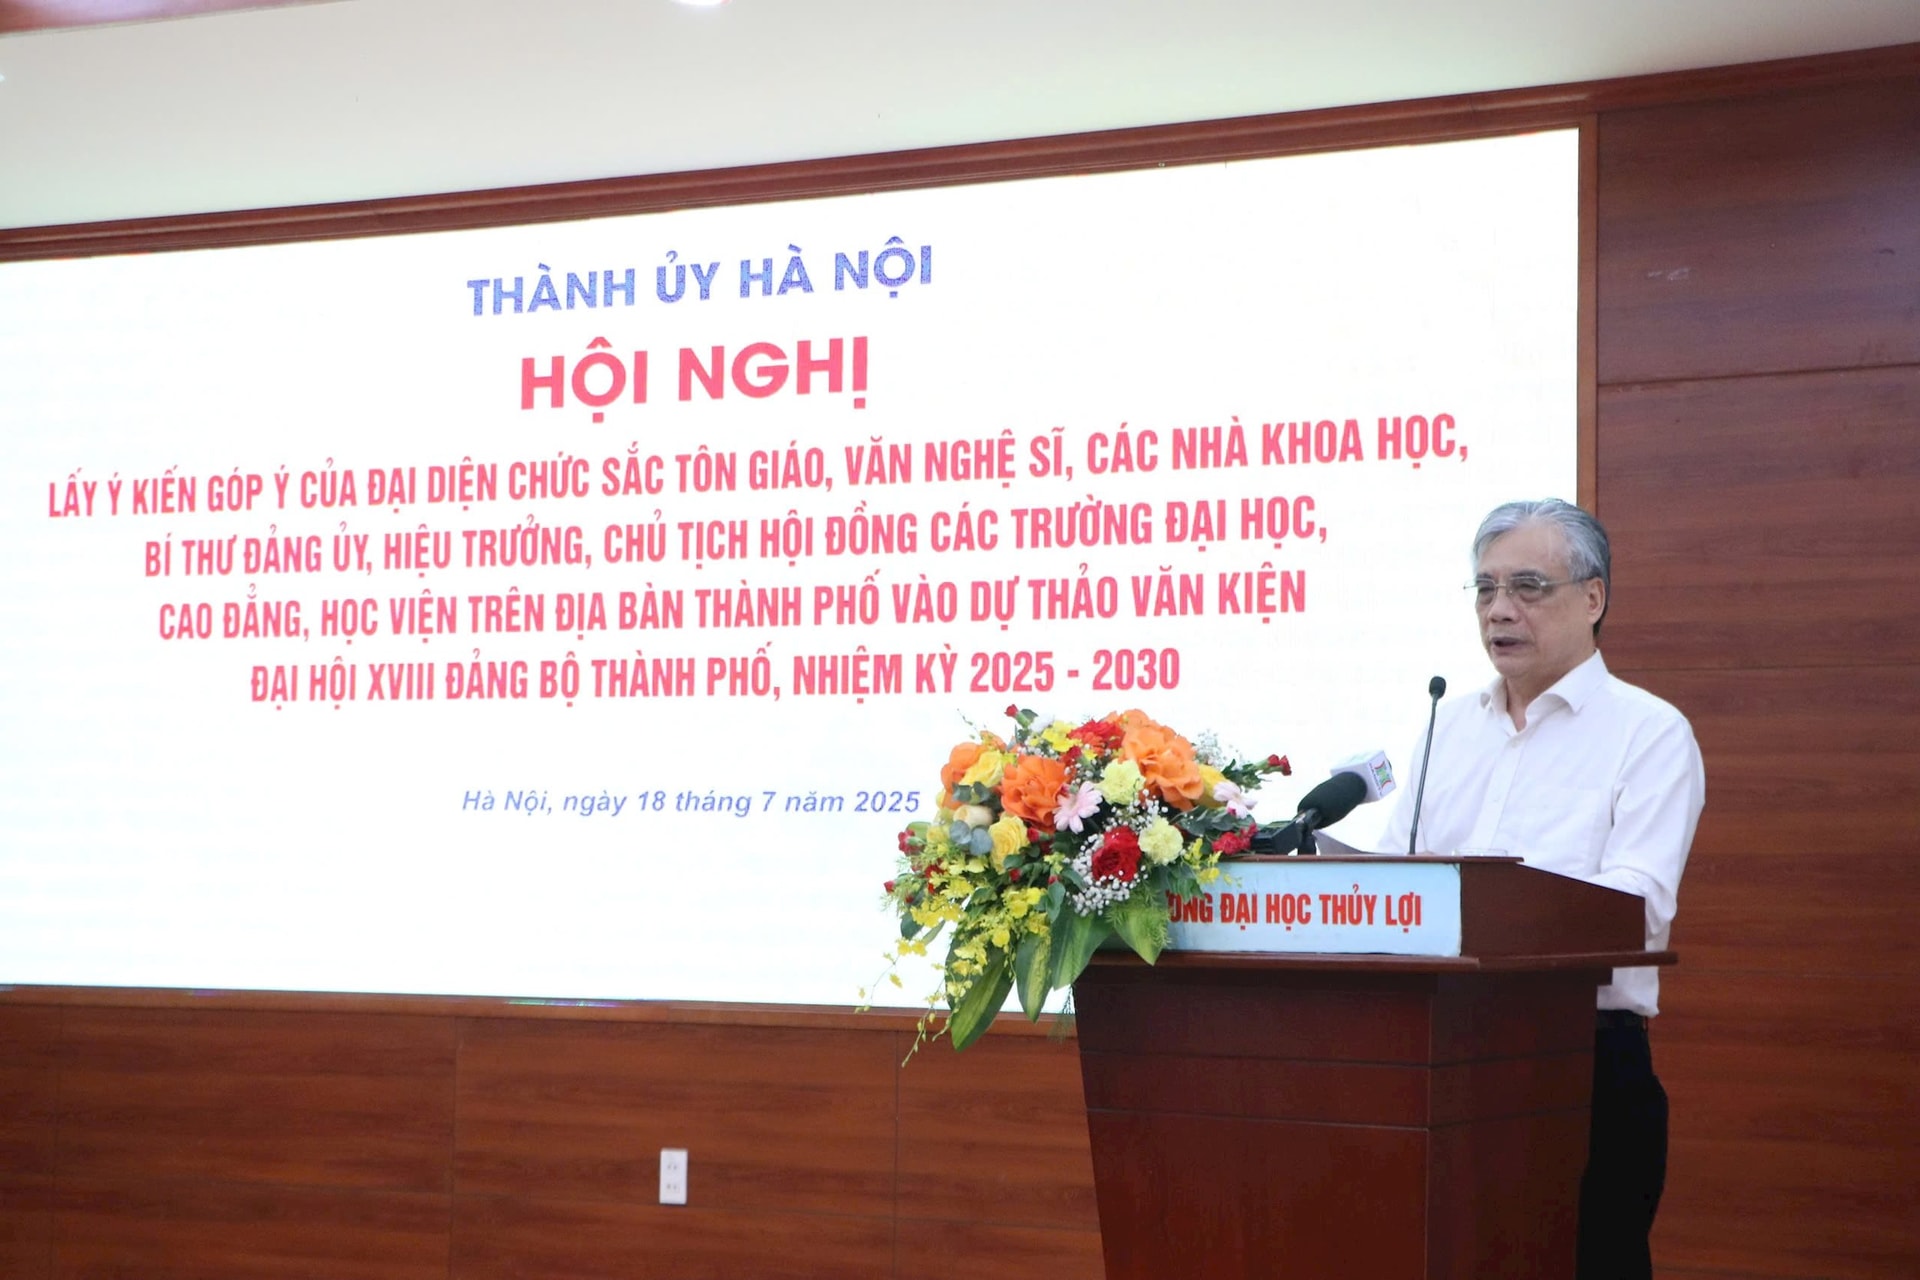 THÀNH ỦY HÀ NỘI
HỘI NGHỊ
LẤY Ý KIẾN GÓP Ý CỦA ĐẠI DIỆN CHỨC SẮC TÔN GIÁO, VĂN NGHỆ SĨ, CÁC NHÀ KHOA HỌC,
BÍ THƯ ĐẢNG ỦY, HIỆU TRƯỞNG, CHỦ TỊCH HỘI ĐỒNG CÁC TRƯỜNG ĐẠI HỌC,
CAO ĐẲNG, HỌC VIỆN TRÊN ĐỊA BÀN THÀNH PHỐ VÀO DỰ THẢO VĂN KIỆN
ĐẠI HỘI XVIII ĐẢNG BỘ THÀNH PHỐ, NHIỆM KỲ 2025 - 2030
Hà Nội, ngày 18 tháng 7 năm 2025
ĐẠI HỌC THỦY LỢI